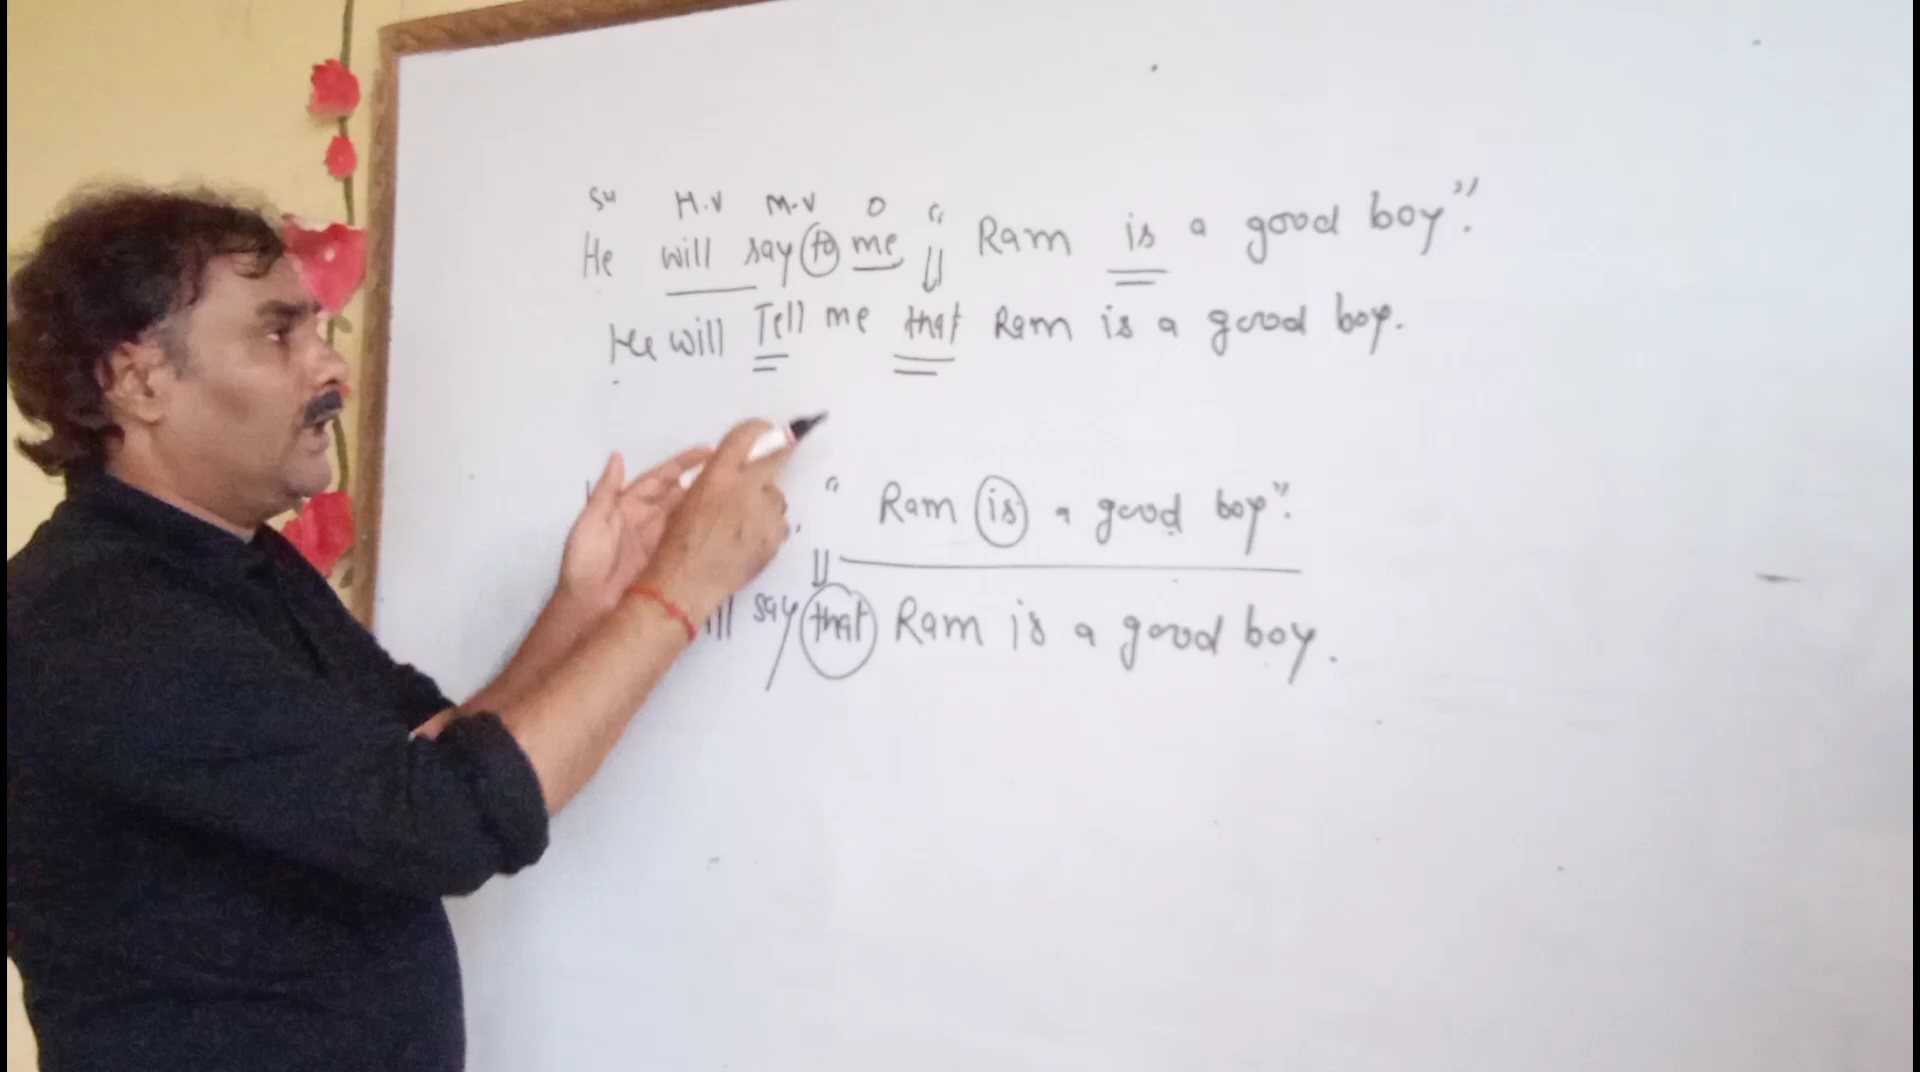 Su H.V M.V O
He will say to me, " Ram is a good boy".
He will Tell me that Ram is a good boy.
" Ram is a good boy".
say that Ram is a good boy.